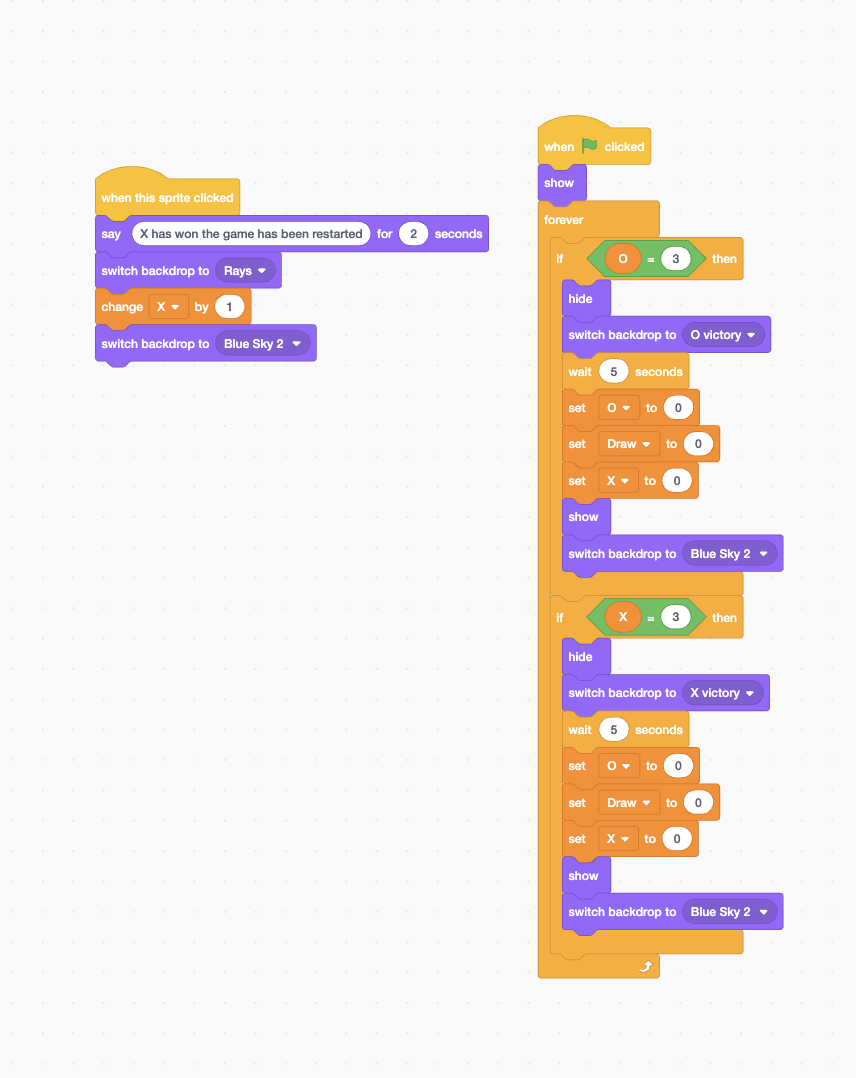 when this sprite clicked
say X has won the game has been restarted for 2 seconds
switch backdrop to Rays
change X by 1
switch backdrop to Blue Sky 2
when clicked
show
forever
if O = 3 then
hide
switch backdrop to O victory
wait 5 seconds
set O to 0
set Draw to 0
set X to 0
show
switch backdrop to Blue Sky 2
if X = 3 then
hide
switch backdrop to X victory
wait 5 seconds
set O to 0
set Draw to 0
set X to 0
show
switch backdrop to Blue Sky 2